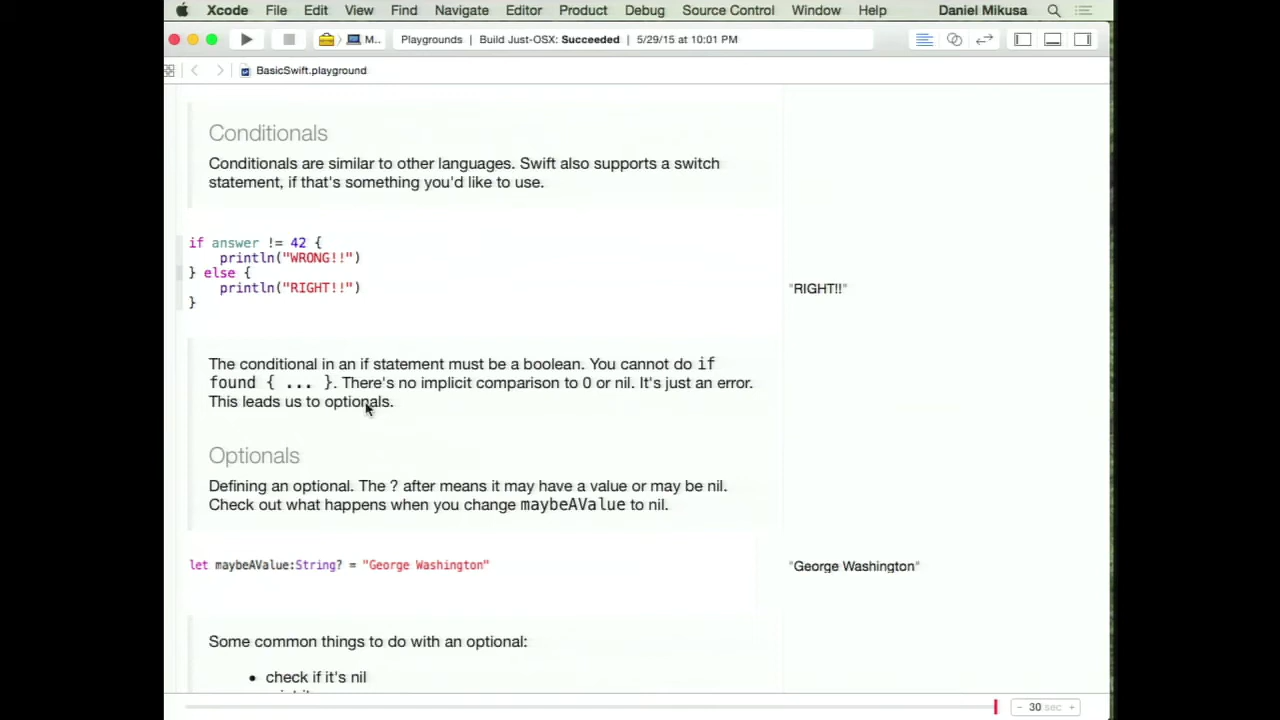 Xcode File Edit View Find Navigate Editor Product Debug Source Control Window Help Daniel Mikusa
M.. Playgrounds | Build Just-OSX: Succeeded | 5/29/15 at 10:01 PM
BasicSwift.playground
Conditionals
Conditionals are similar to other languages. Swift also supports a switch
statement, if that's something you'd like to use.
if answer != 42 {
println("WRONG!!")
} else {
println("RIGHT!!") "RIGHT!!"
}
The conditional in an if statement must be a boolean. You cannot do if
found { ... }. There's no implicit comparison to 0 or nil. It's just an error.
This leads us to optionals.
Optionals
Defining an optional. The ? after means it may have a value or may be nil.
Check out what happens when you change maybeAValue to nil.
let maybeAValue:String? = "George Washington" "George Washington"
Some common things to do with an optional:
• check if it's nil
- 30 sec +